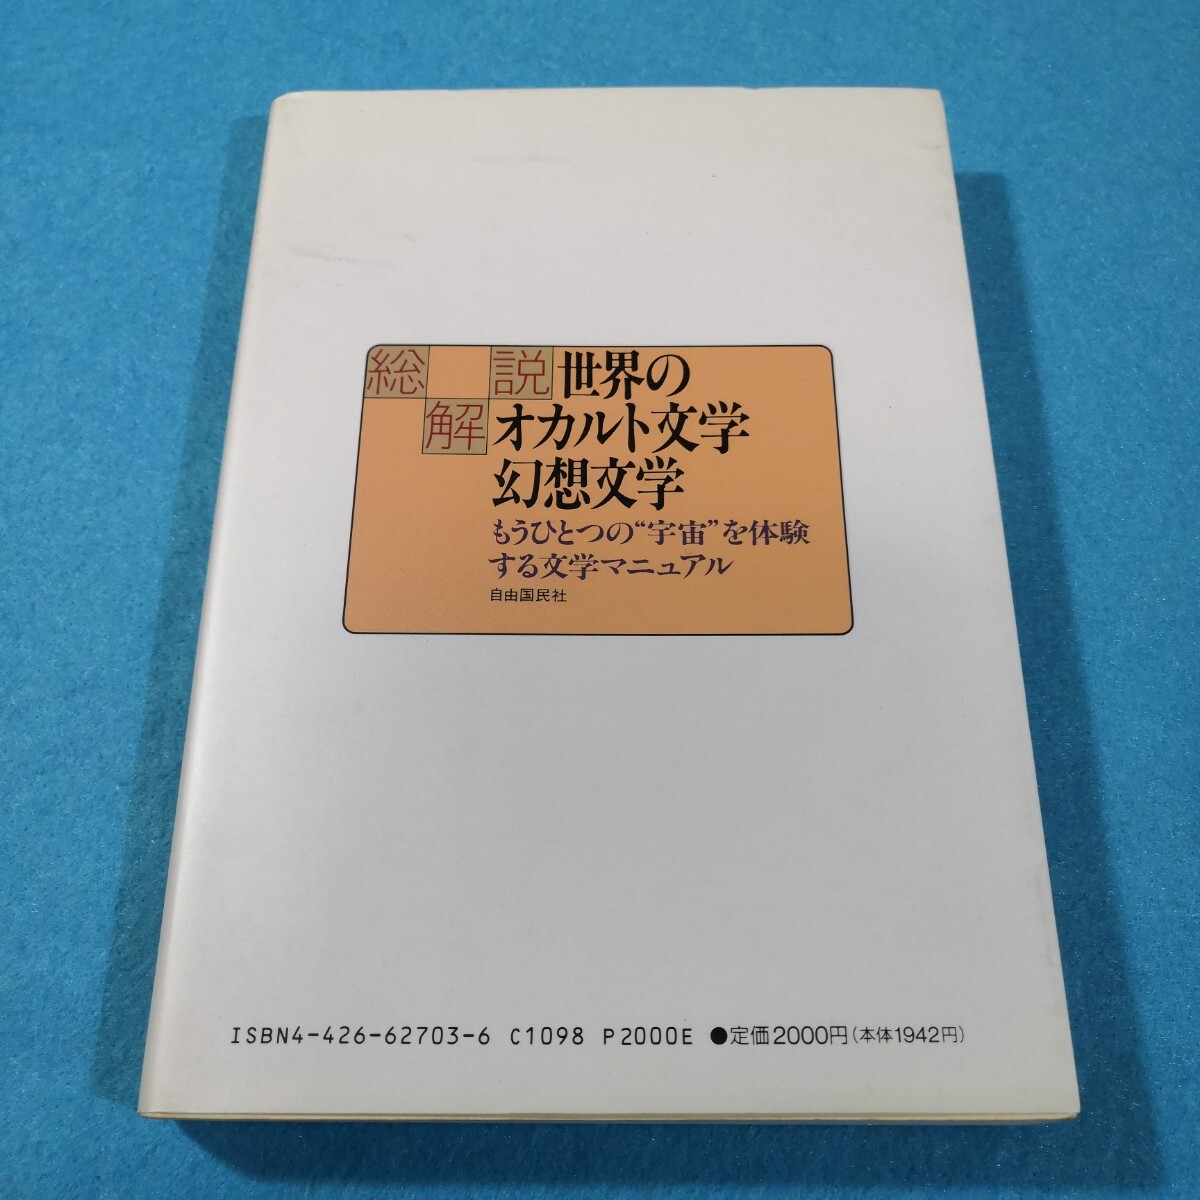 総解説 世界の
オカルト文学
幻想文学
もうひとつの“宇宙”を体験
する文学マニュアル
自由国民社
ISBN4-426-62703-6 C1098 P2000E ●定価2000円(本体1942円)